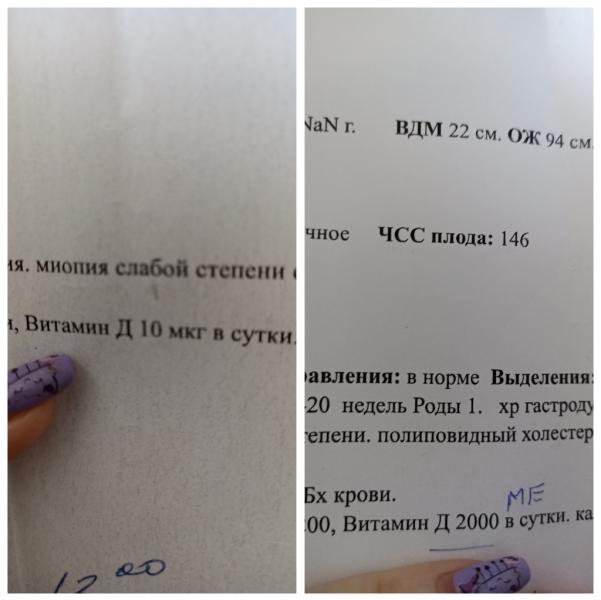 ия. миопия слабой степени
и, Витамин Д 10 мкг в сутки.
12 00
NaN г. ВДМ 22 см. ОЖ 94 см.
чное ЧСС плода: 146
равления: в норме Выделения:
20 недель Роды 1. хр гастроду
тепени. полиповидный холестер
Бх крови.
МЕ
00, Витамин Д 2000 в сутки. ка